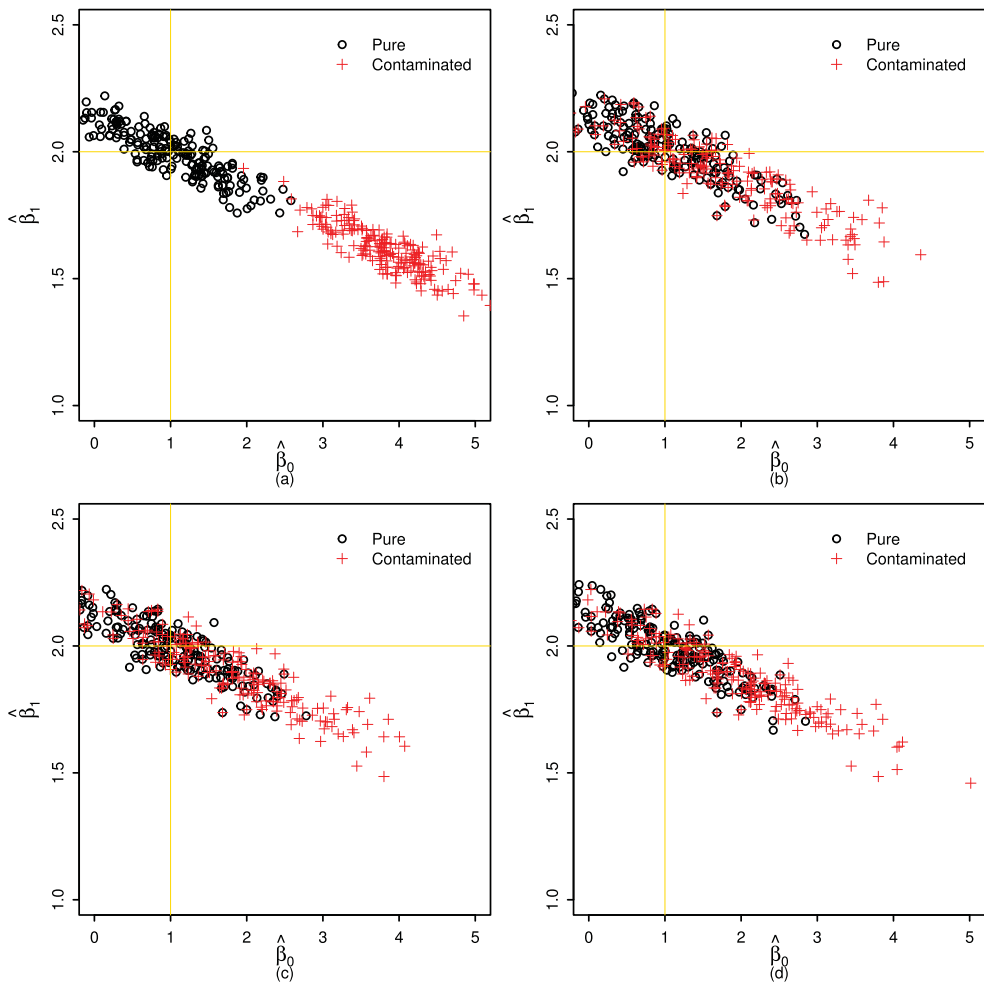 2.5
2.0
1.5
1.0
β̂1
Pure
Contaminated
0 1 2 3 4 5
β̂0
(a)
2.5
2.0
1.5
1.0
β̂1
Pure
Contaminated
0 1 2 3 4 5
β̂0
(b)
2.5
2.0
1.5
1.0
β̂1
Pure
Contaminated
0 1 2 3 4 5
β̂0
(c)
2.5
2.0
1.5
1.0
β̂1
Pure
Contaminated
0 1 2 3 4 5
β̂0
(d)